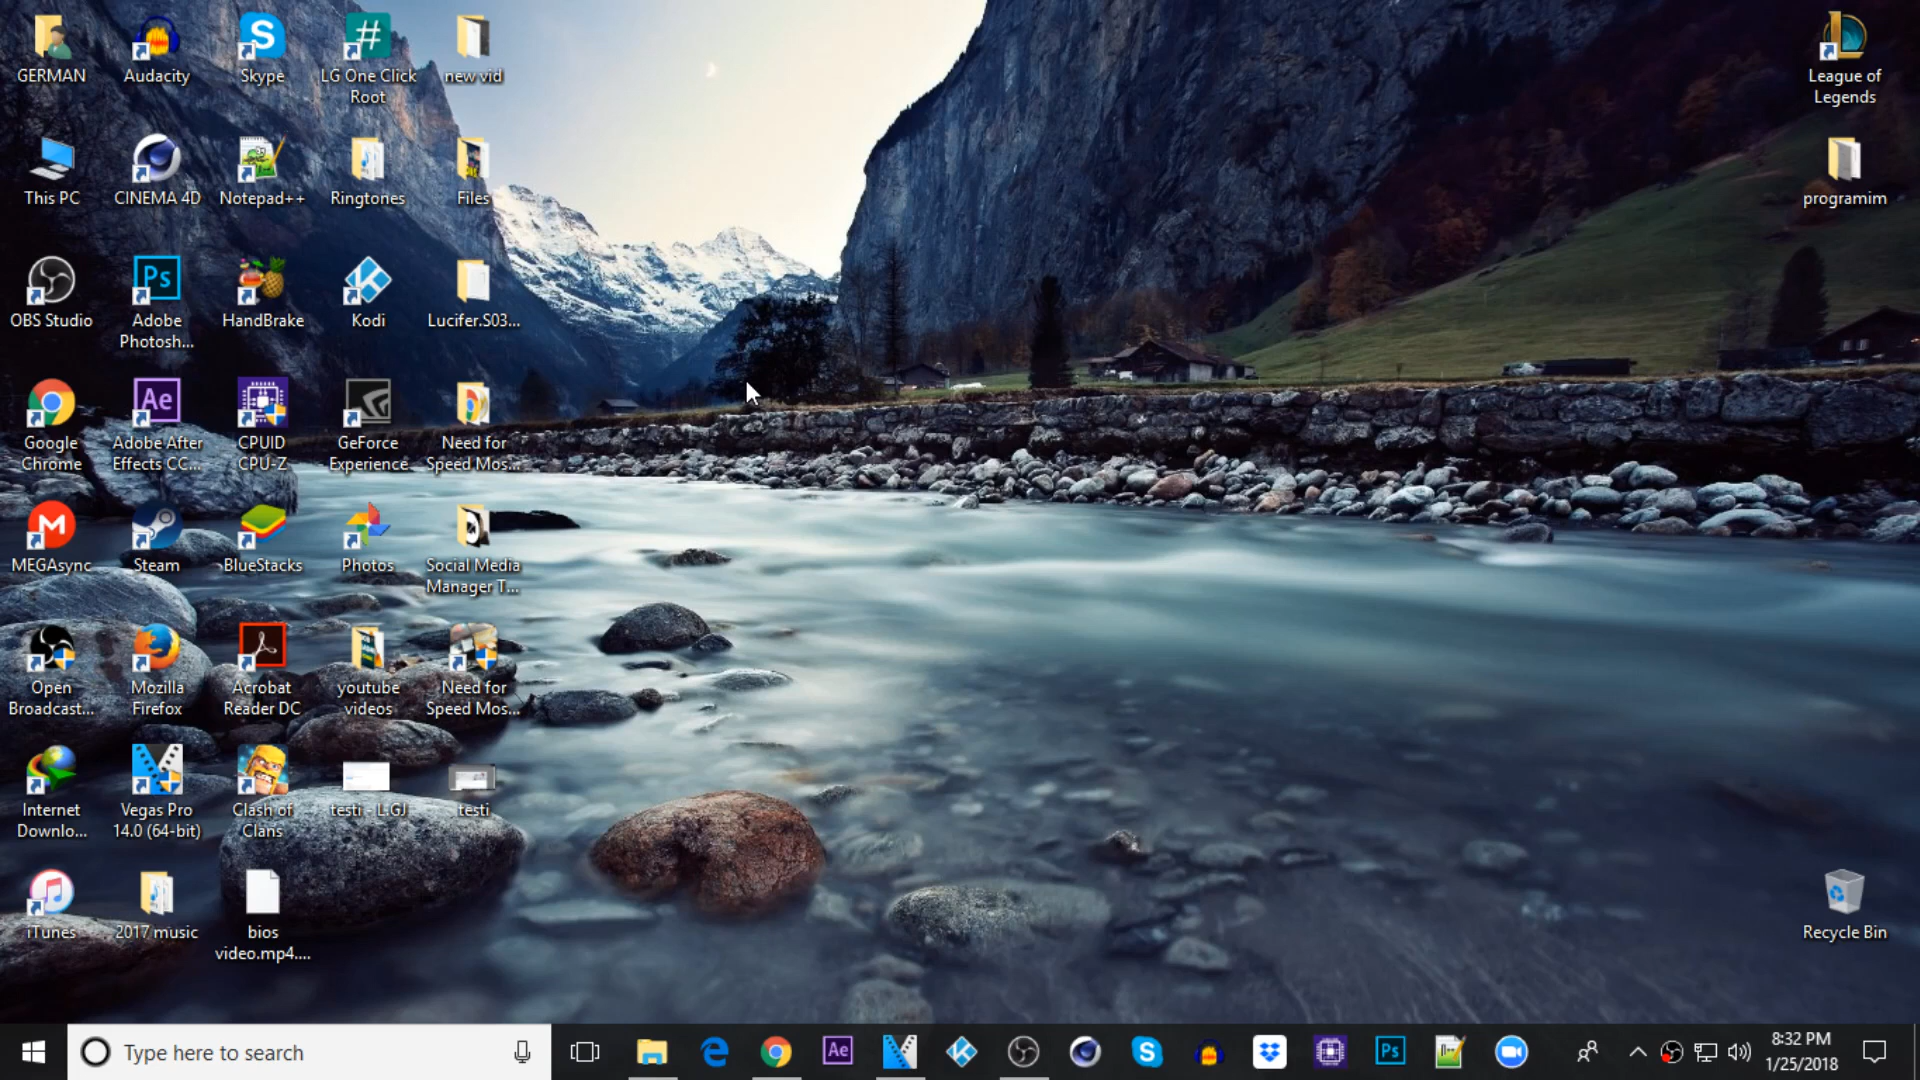 GERMAN
Audacity
Skype
LG One Click
Root
new vid
League of
Legends
This PC
CINEMA 4D
Notepad++
Ringtones
Files
programim
OBS Studio
Adobe
Photosh...
HandBrake
Kodi
Lucifer.S03...
Google
Chrome
Adobe After
Effects CC...
CPUID
CPU-Z
GeForce
Experience
Need for
Speed Mos...
MEGAsync
Steam
BlueStacks
Photos
Social Media
Manager T...
Open
Broadcast...
Mozilla
Firefox
Acrobat
Reader DC
youtube
videos
Need for
Speed Mos...
Internet
Downlo...
Vegas Pro
14.0 (64-bit)
Clash of
Clans
testi - LGJ
testi
iTunes
2017 music
bios
video.mp4....
Recycle Bin
Type here to search
8:32 PM
1/25/2018